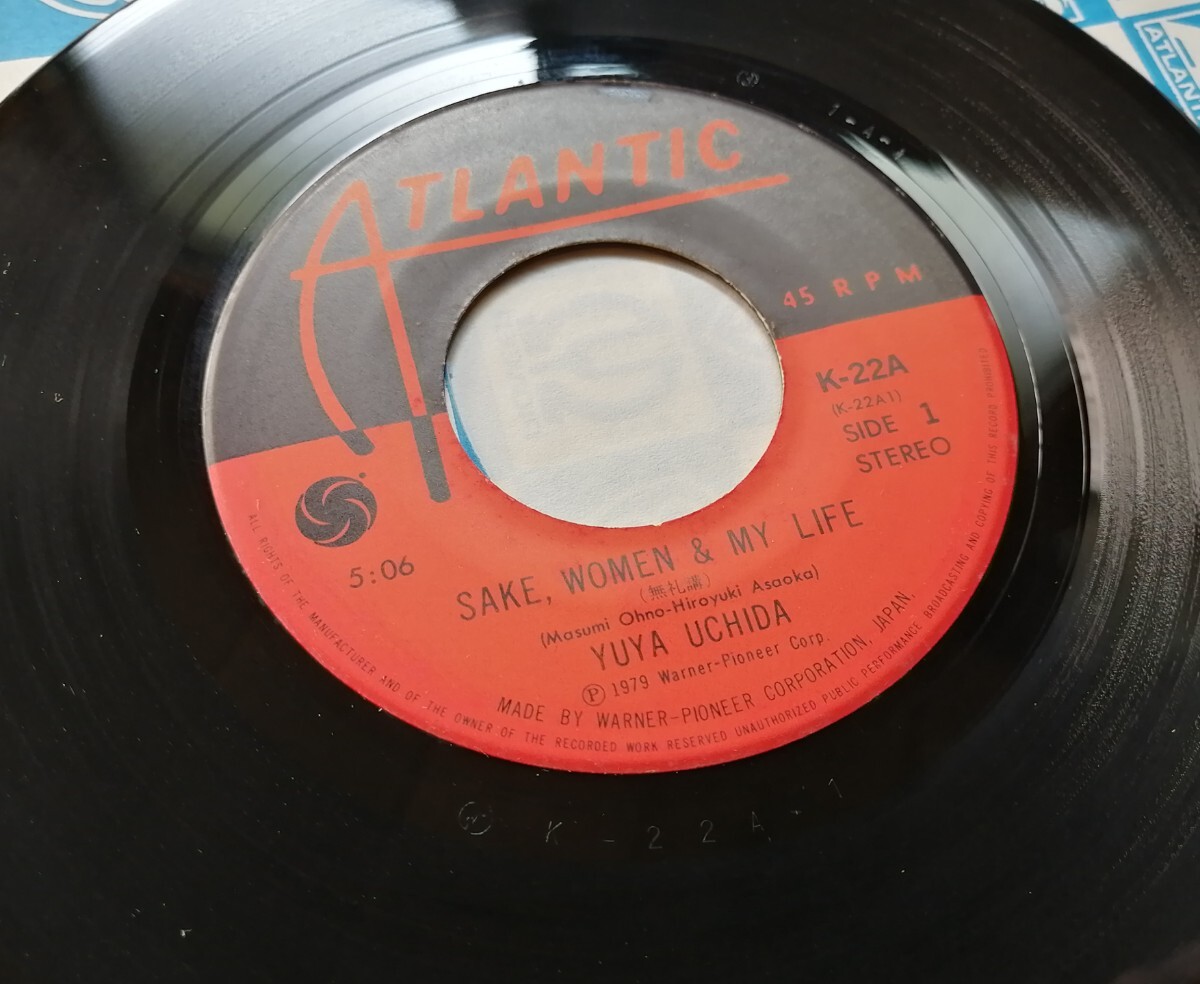 ATLANTIC
45 RPM
K-22A
(K-22A1)
SIDE 1
STEREO
5:06
SAKE, WOMEN & MY LIFE
(無礼講)
(Masumi Ohno-Hiroyuki Asaoka)
YUYA UCHIDA
Ⓟ 1979 Warner-Pioneer Corp.
MADE BY WARNER-PIONEER CORPORATION, JAPAN.
ALL RIGHTS OF THE MANUFACTURER AND OF THE OWNER OF THE RECORDED WORK RESERVED UNAUTHORIZED PUBLIC PERFORMANCE BROADCASTING AND COPYING OF THIS RECORD PROHIBITED
K-22A-1
1-A-1
ATLANTI